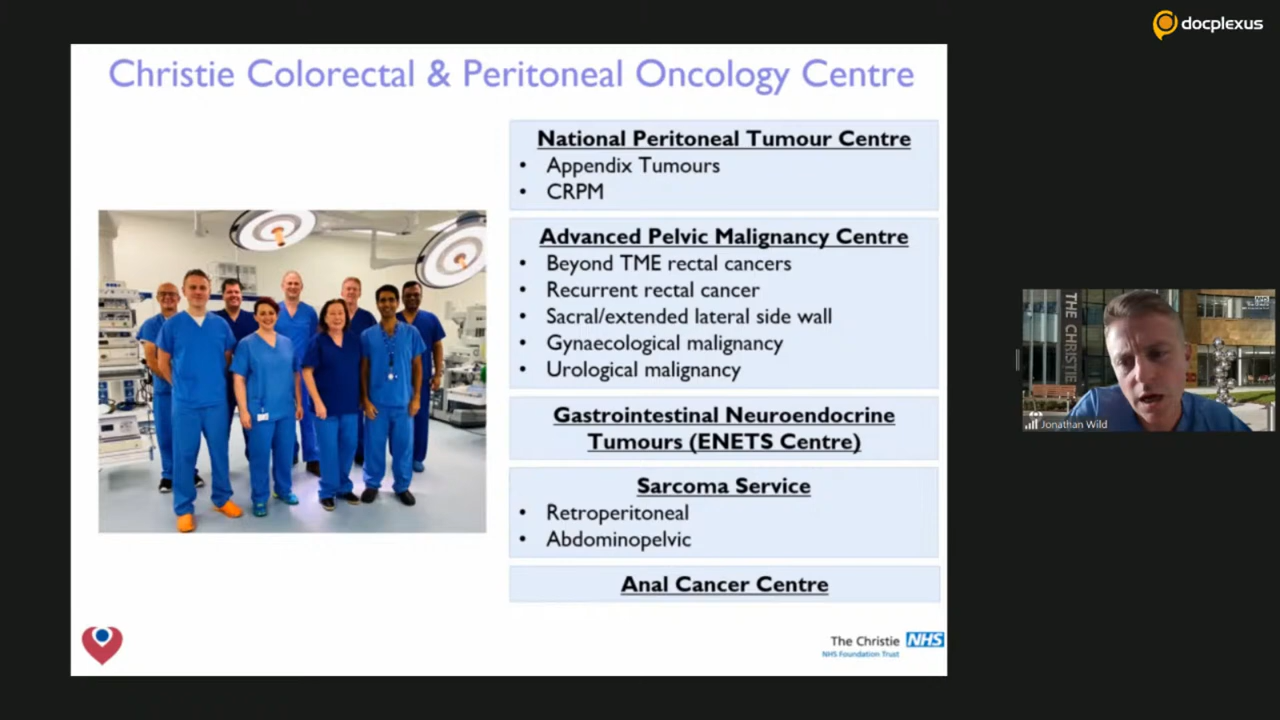 docplexus
Christie Colorectal & Peritoneal Oncology Centre
National Peritoneal Tumour Centre
• Appendix Tumours
• CRPM
Advanced Pelvic Malignancy Centre
• Beyond TME rectal cancers
• Recurrent rectal cancer
• Sacral/extended lateral side wall
• Gynaecological malignancy
• Urological malignancy
Gastrointestinal Neuroendocrine
Tumours (ENETS Centre)
Sarcoma Service
• Retroperitoneal
• Abdominopelvic
Anal Cancer Centre
The Christie NHS
NHS Foundation Trust
THE CHRISTIE
NHS
Jonathan Wild